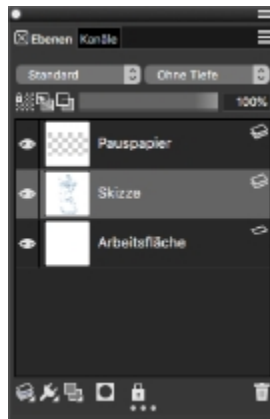 Ebenen Kanäle
Standard Ohne Tiefe
100%
Pauspapier
Skizze
Arbeitsfläche